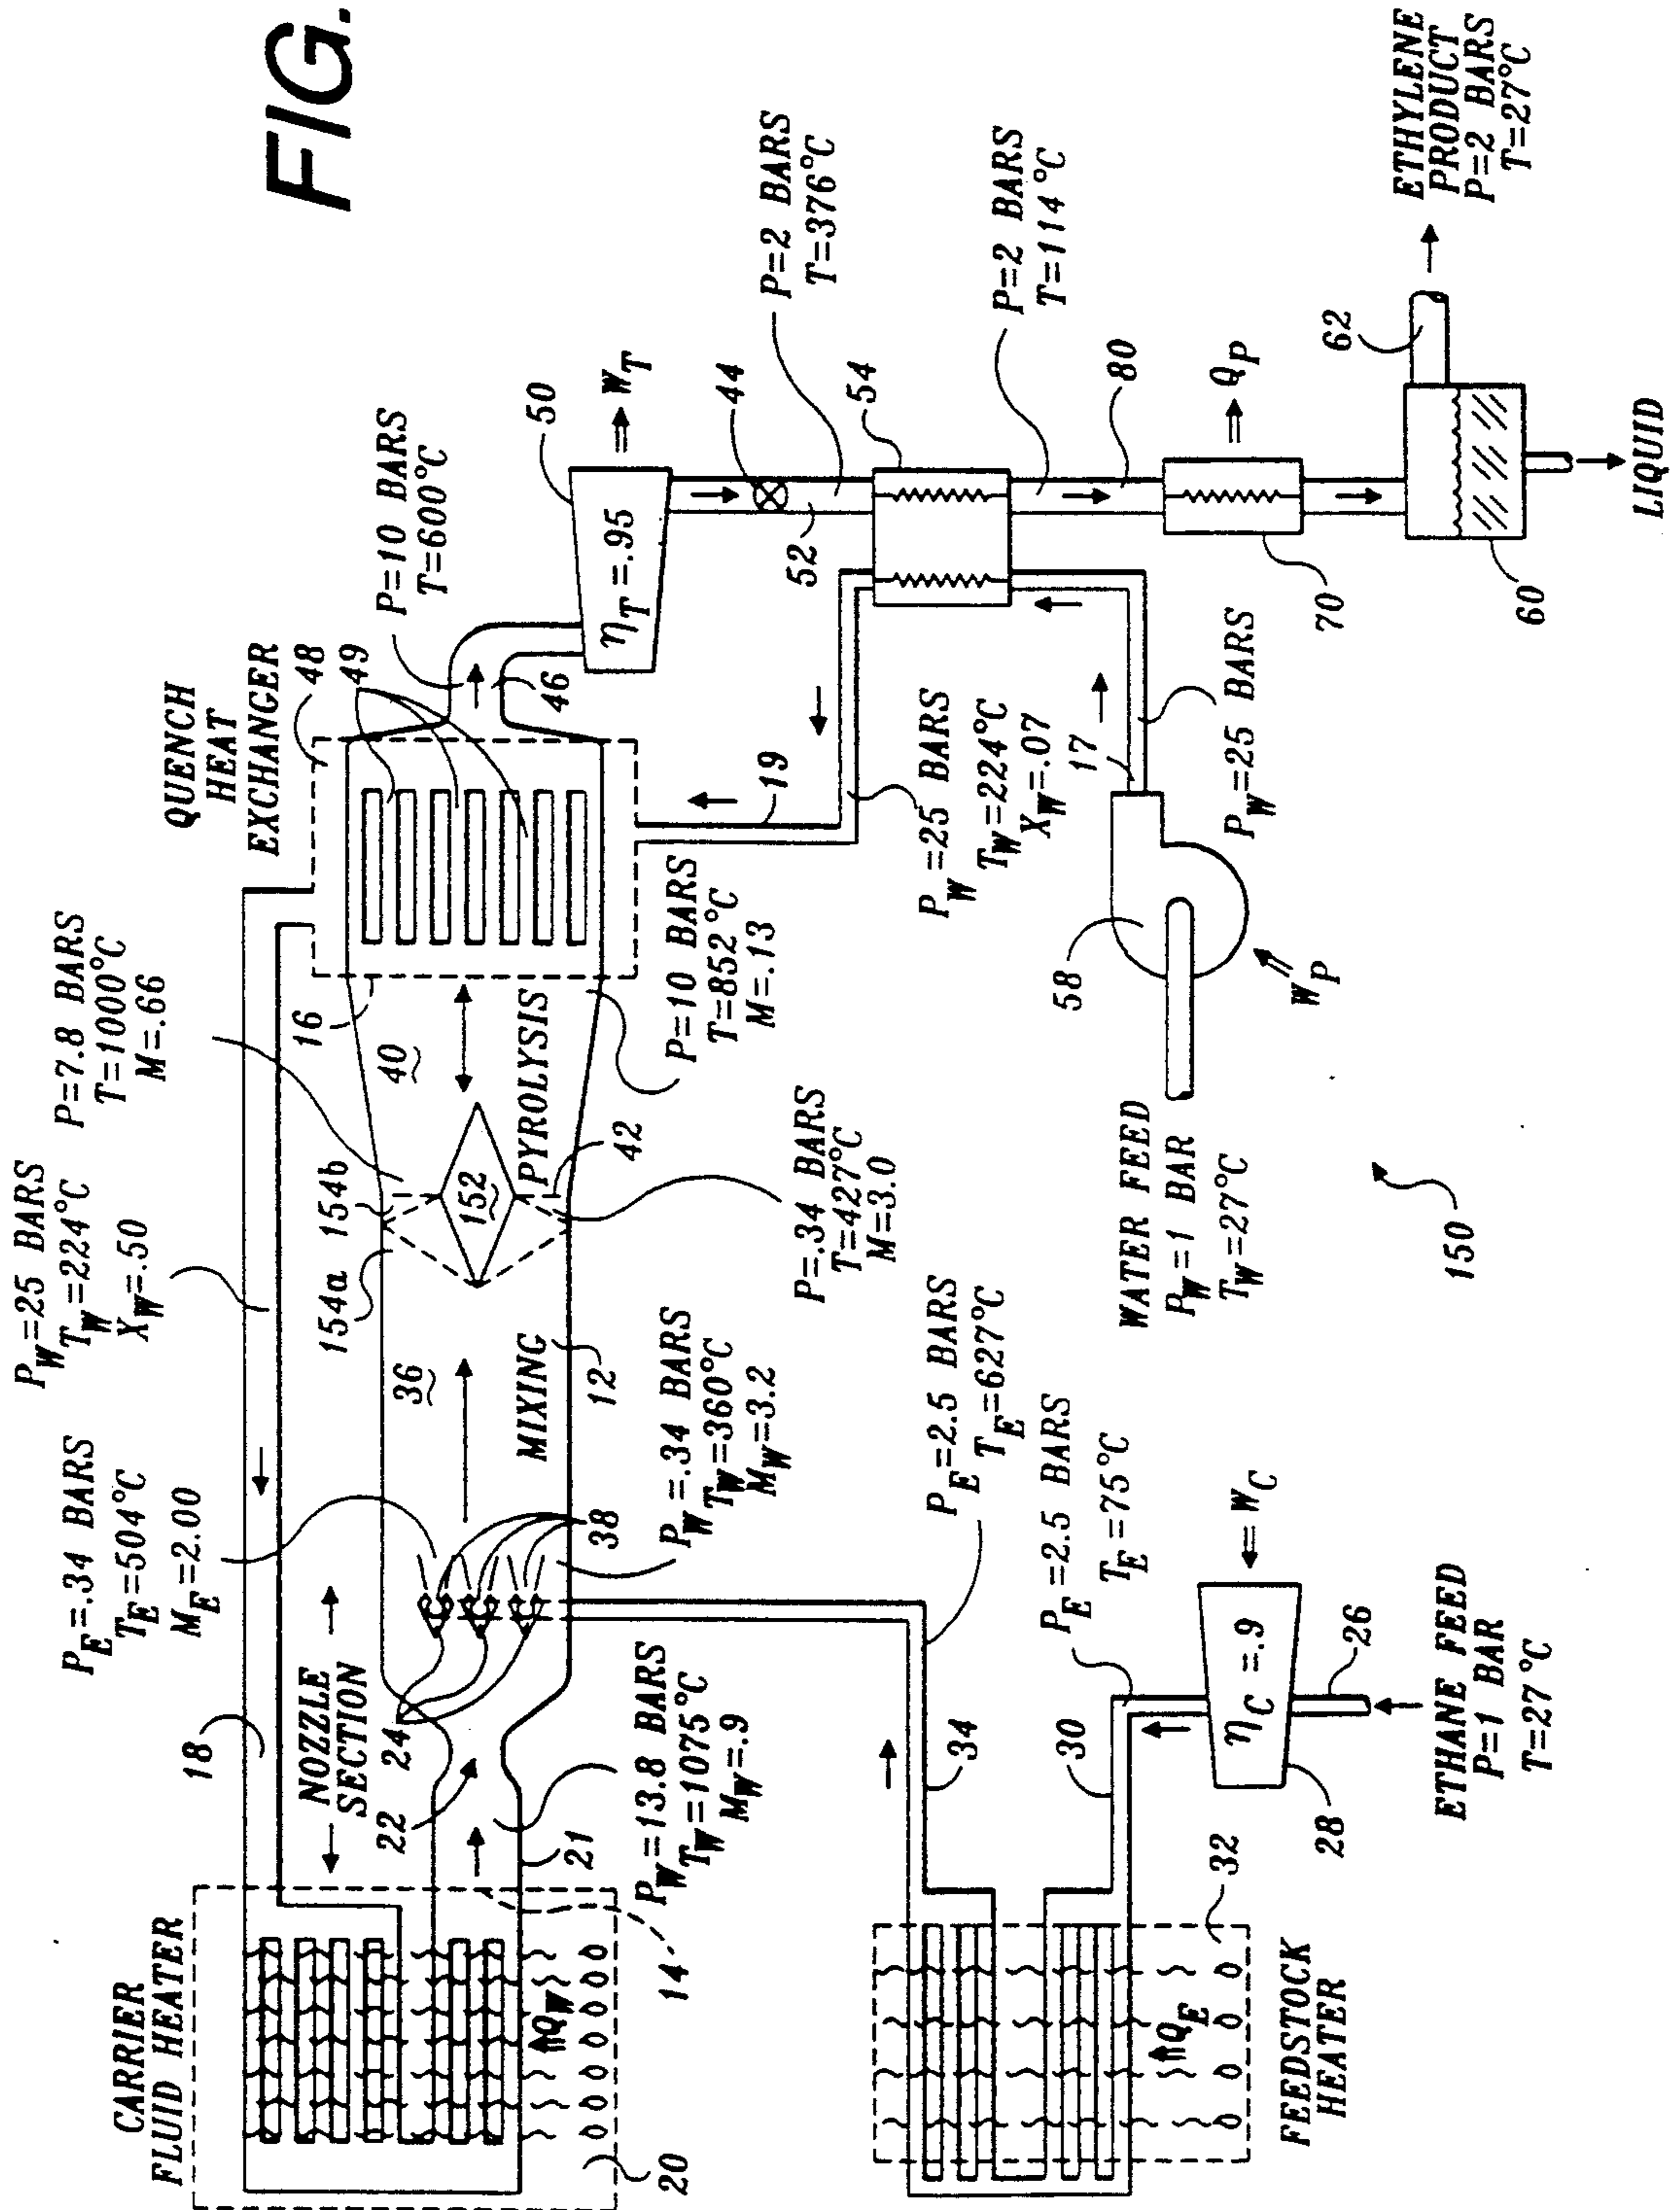 FIG.
CARRIER
FLUID HEATER
20
Q_W
14
21
18
NOZZLE
SECTION
22
24
P_W=13.8 BARS
T_W=1075°C
M_W=.9
P_E=.34 BARS
T_E=504°C
M_E=2.00
38
P_W=.34 BARS
T_W=360°C
M_W=3.2
MIXING
12
36
P_W=25 BARS
T_W=224°C
X_W=.50
154a
154b
152
P=7.8 BARS
T=1000°C
M=.66
PYROLYSIS
40
42
P=.34 BARS
T=427°C
M=3.0
16
P=10 BARS
T=852°C
M=.13
QUENCH
HEAT
EXCHANGER
48
49
46
P=10 BARS
T=600°C
50
η_T=.95
W_T
44
52
P=2 BARS
T=376°C
54
19
P_W=25 BARS
T_W=224°C
X_W=.07
P=2 BARS
T=114°C
80
Q_P
70
62
60
LIQUID
ETHYLENE
PRODUCT
P=2 BARS
T=27°C
17
P_W=25 BARS
58
W_P
WATER FEED
P_W=1 BAR
T_W=27°C
150
FEEDSTOCK
HEATER
32
Q_E
34
P_E=2.5 BARS
T_E=627°C
30
P_E=2.5 BARS
T_E=75°C
η_C=.9
W_C
28
26
ETHANE FEED
P=1 BAR
T=27°C